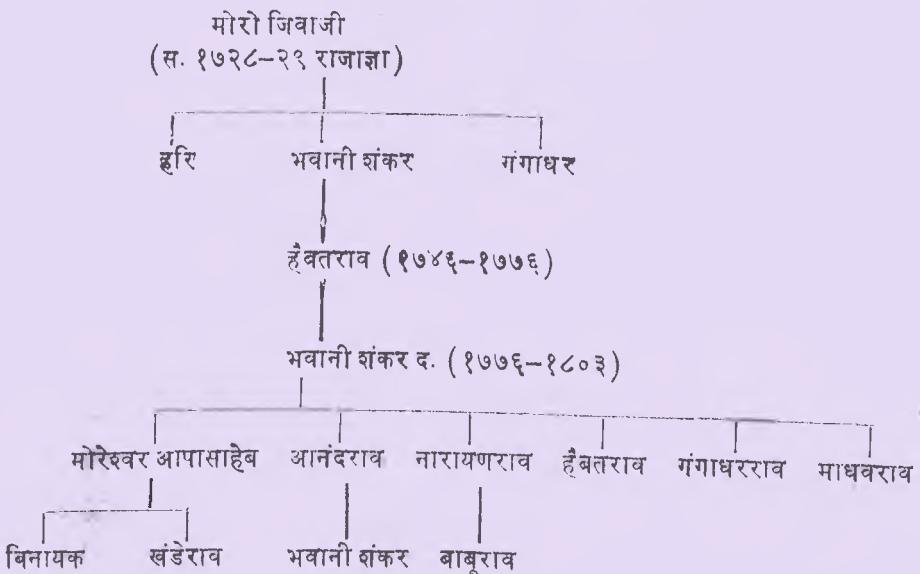 मोरो जिवाजी
(स. १७२८-२९ राजाज्ञा)
हरि भवानी शंकर गंगाधर
हैबतराव (१७४६-१७७६)
भवानी शंकर द. (१७७६-१८०३)
मोरेश्वर आपासाहेब आनंदराव नारायणराव हैबतराव गंगाधरराव माधवराव
बिनायक खंडेराव भवानी शंकर बाबूराव